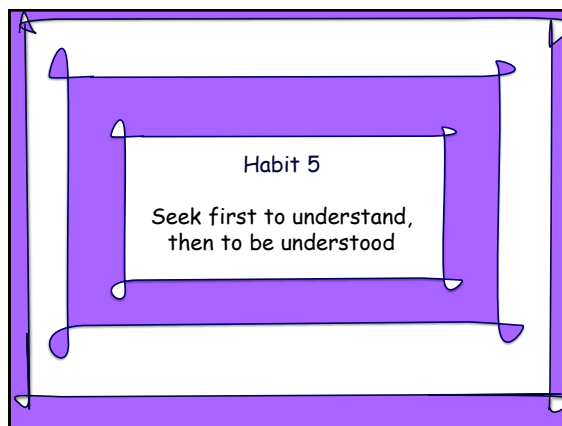 Habit 5
Seek first to understand,
then to be understood